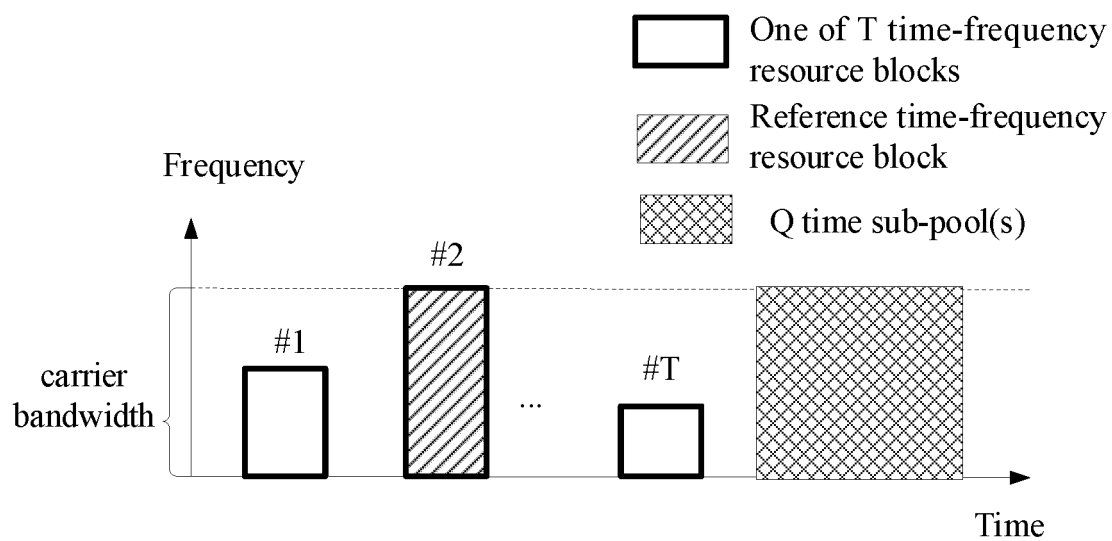 One of T time-frequency
resource blocks
Reference time-frequency
resource block
Q time sub-pool(s)
Frequency
#2
#1
#T
...
carrier
bandwidth
Time